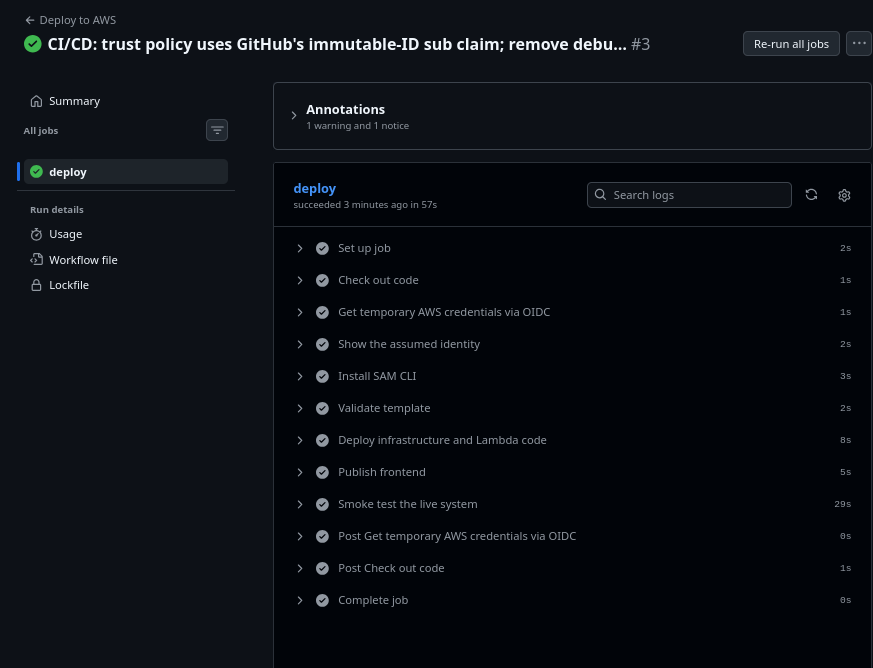 Deploy to AWS
CI/CD: trust policy uses GitHub's immutable-ID sub claim; remove debu... #3
Re-run all jobs
Summary
All jobs
deploy
Run details
Usage
Workflow file
Lockfile
Annotations
1 warning and 1 notice
deploy
succeeded 3 minutes ago in 57s
Search logs
Set up job 2s
Check out code 1s
Get temporary AWS credentials via OIDC 1s
Show the assumed identity 2s
Install SAM CLI 3s
Validate template 2s
Deploy infrastructure and Lambda code 8s
Publish frontend 5s
Smoke test the live system 29s
Post Get temporary AWS credentials via OIDC 0s
Post Check out code 1s
Complete job 0s